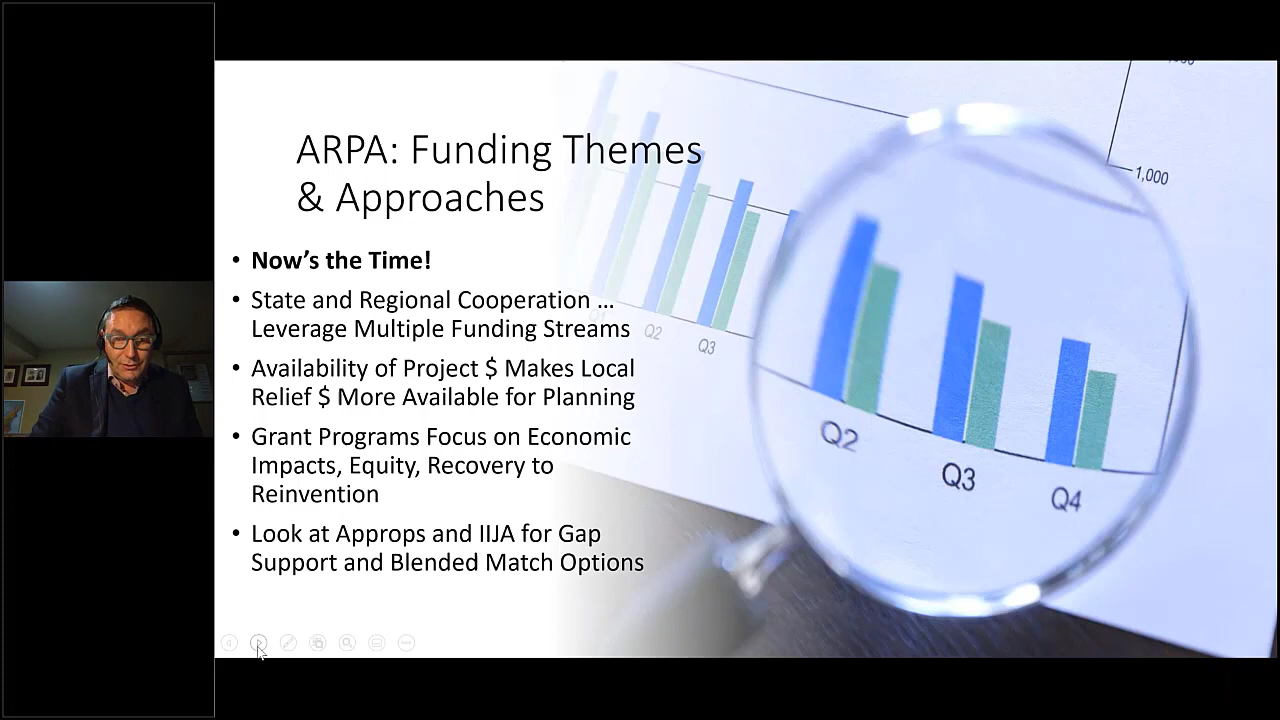 ARPA: Funding Themes
& Approaches
• Now’s the Time!
• State and Regional Cooperation …
Leverage Multiple Funding Streams
• Availability of Project $ Makes Local
Relief $ More Available for Planning
• Grant Programs Focus on Economic
Impacts, Equity, Recovery to
Reinvention
• Look at Approps and IIJA for Gap
Support and Blended Match Options
1,000
Q1
Q2
Q3
Q2
Q3
Q4